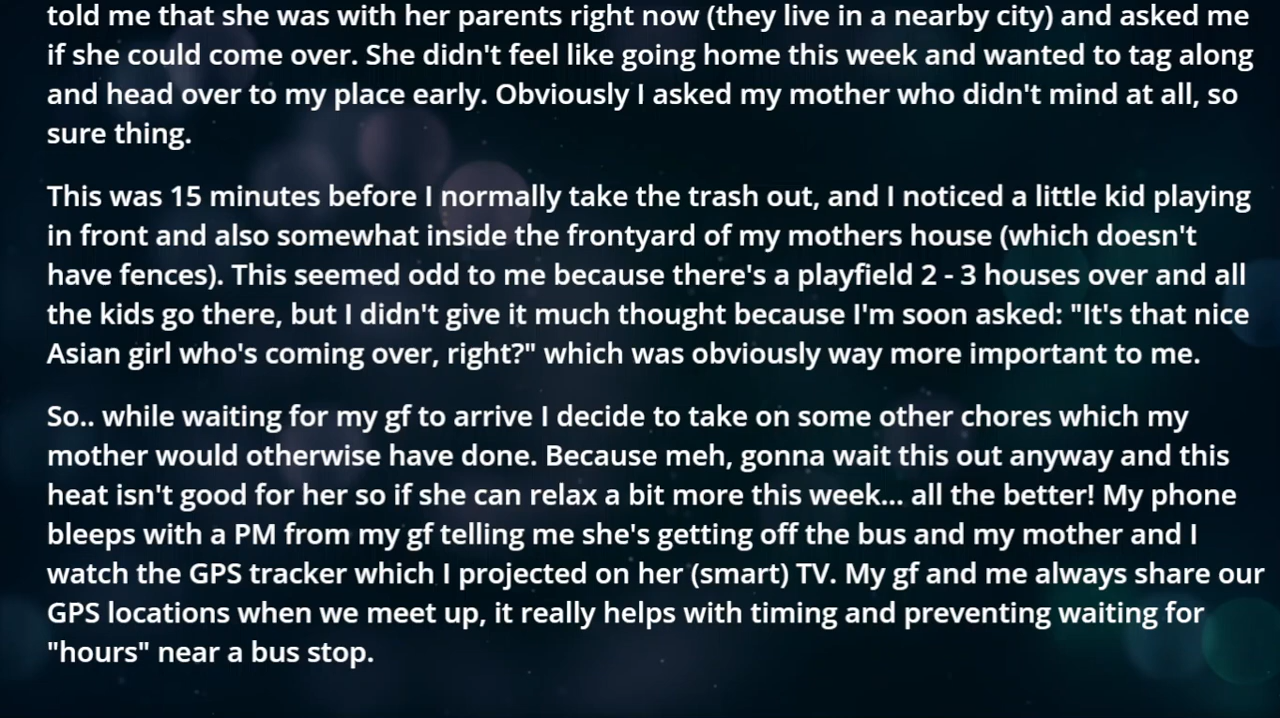 told me that she was with her parents right now (they live in a nearby city) and asked me
if she could come over. She didn't feel like going home this week and wanted to tag along
and head over to my place early. Obviously I asked my mother who didn't mind at all, so
sure thing.
This was 15 minutes before I normally take the trash out, and I noticed a little kid playing
in front and also somewhat inside the frontyard of my mothers house (which doesn't
have fences). This seemed odd to me because there's a playfield 2 - 3 houses over and all
the kids go there, but I didn't give it much thought because I'm soon asked: "It's that nice
Asian girl who's coming over, right?" which was obviously way more important to me.
So.. while waiting for my gf to arrive I decide to take on some other chores which my
mother would otherwise have done. Because meh, gonna wait this out anyway and this
heat isn't good for her so if she can relax a bit more this week... all the better! My phone
bleeps with a PM from my gf telling me she's getting off the bus and my mother and I
watch the GPS tracker which I projected on her (smart) TV. My gf and me always share our
GPS locations when we meet up, it really helps with timing and preventing waiting for
"hours" near a bus stop.